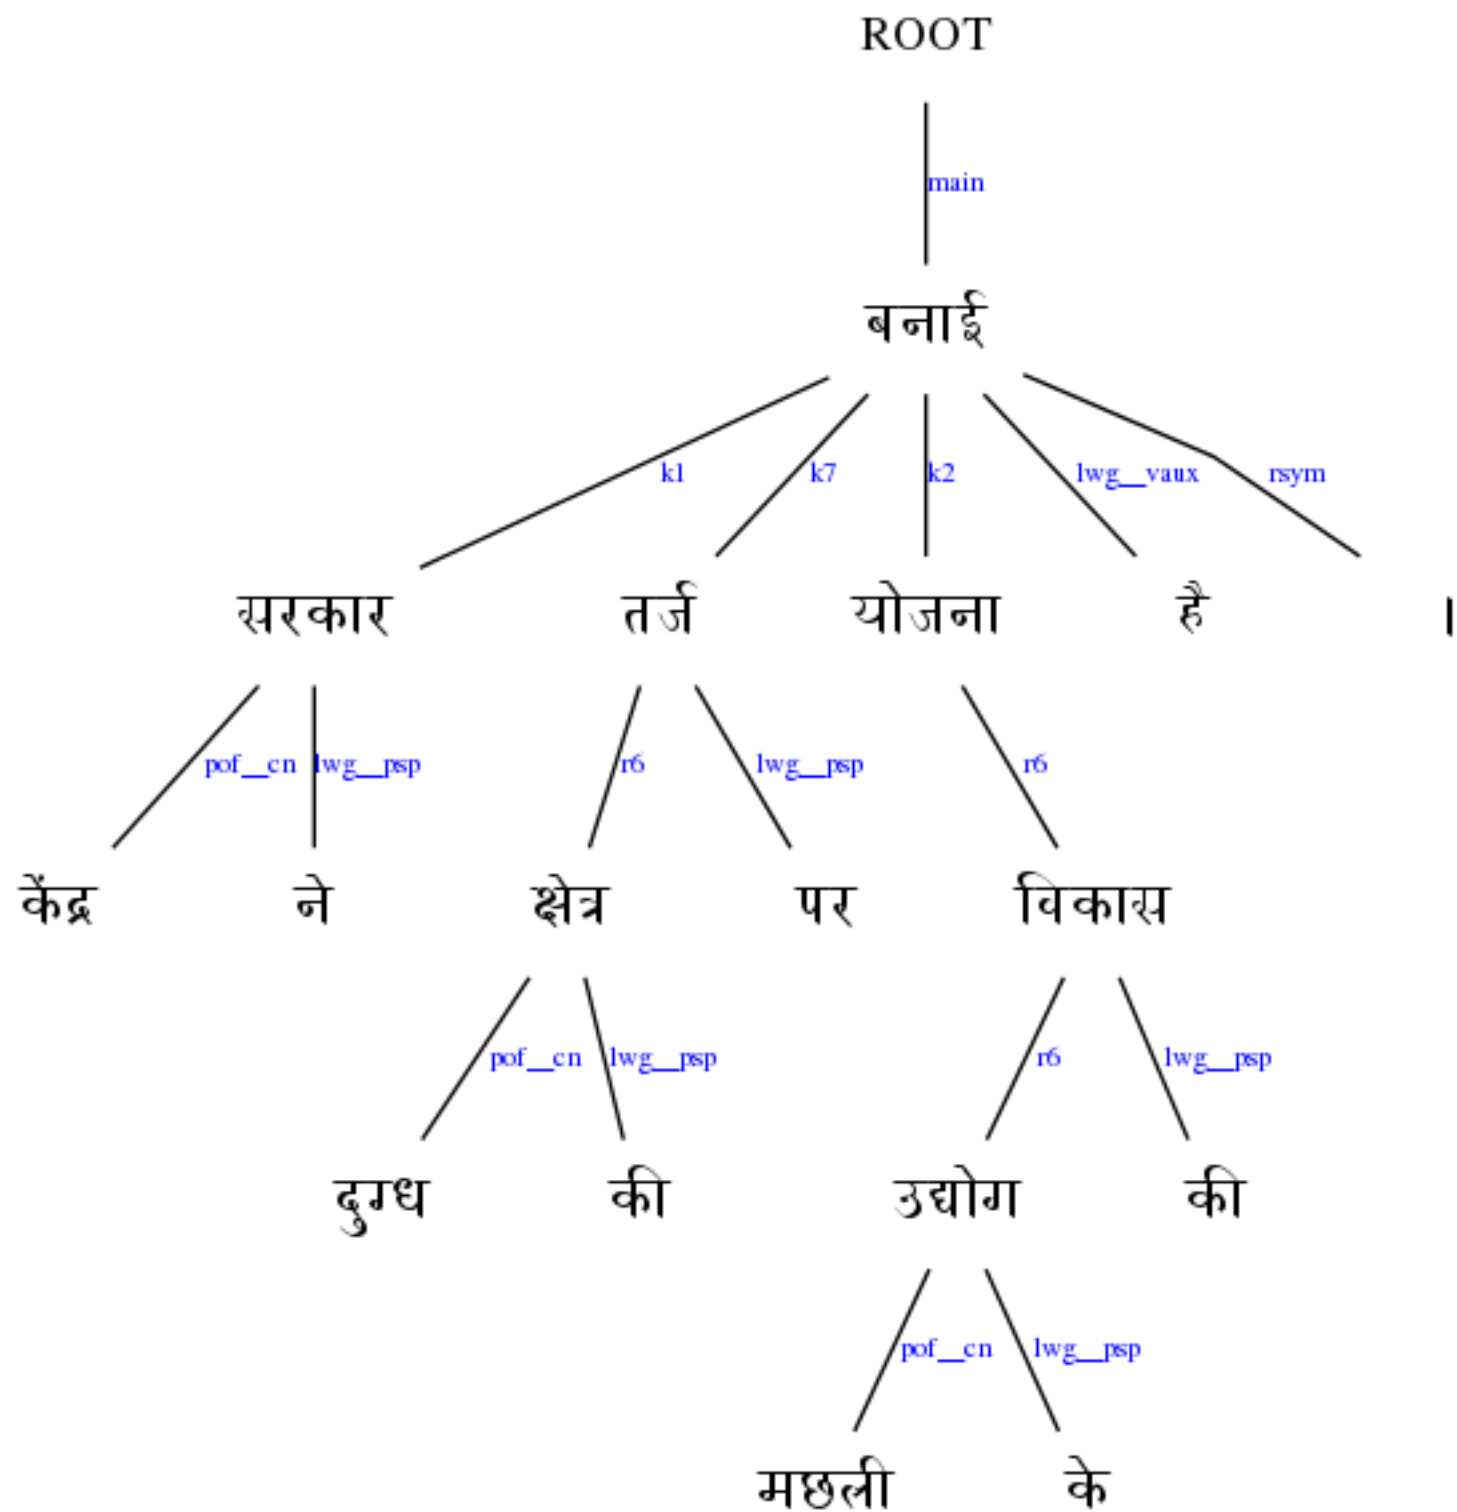 ROOT
main
बनाई
k1 k7 k2 lwg__vaux rsym
सरकार तर्ज योजना है ।
pof__cn lwg__psp r6 lwg__psp r6
केंद्र ने क्षेत्र पर विकास
pof__cn lwg__psp r6 lwg__psp
दुग्ध की उद्योग की
pof__cn lwg__psp
मछली के